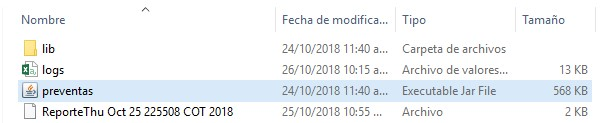 Nombre Fecha de modifica... Tipo Tamaño
lib 24/10/2018 11:40 a... Carpeta de archivos
logs 26/10/2018 10:15 a... Archivo de valores... 13 KB
preventas 24/10/2018 11:40 a... Executable Jar File 568 KB
ReporteThu Oct 25 225508 COT 2018 25/10/2018 10:55 ... Archivo 2 KB